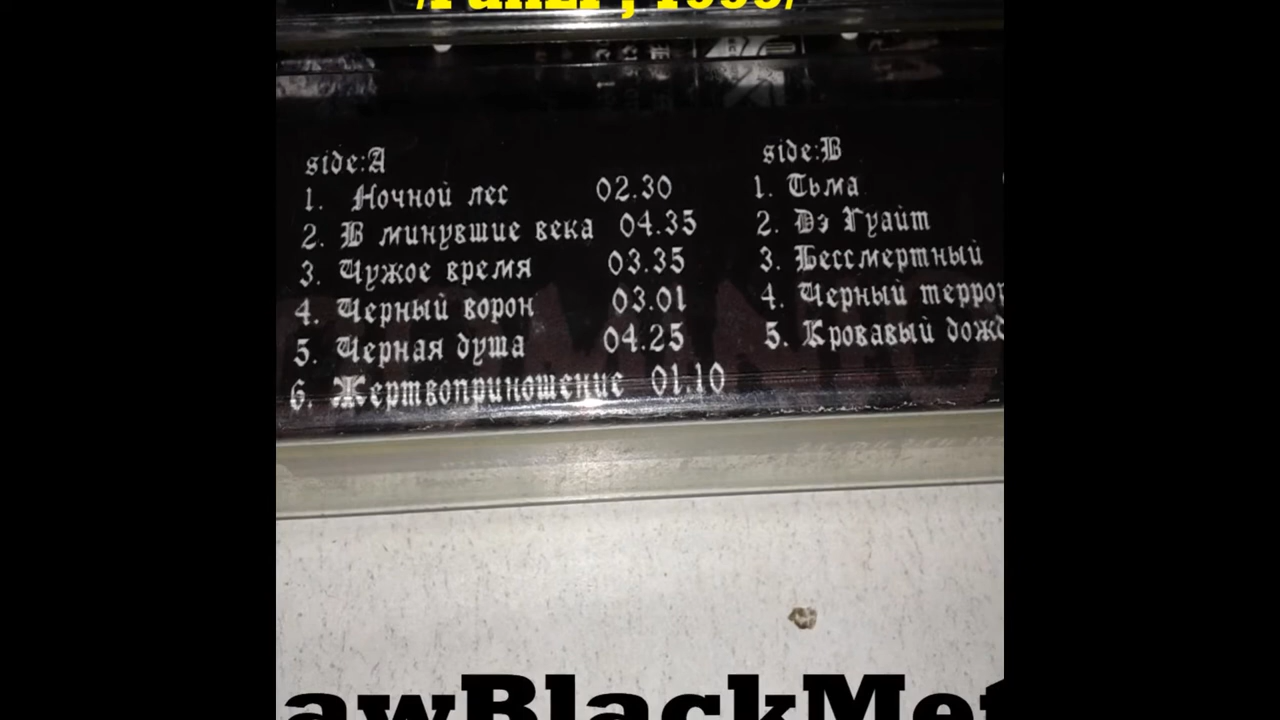 side:A
1. Ночной лес 02.30
2. В минувшие века 04.35
3. Чужое время 03.35
4. Черный ворон 03.01
5. Черная душа 04.25
6. Жертвоприношение 01.10
side:B
1. Тьма
2. Дэ Гуайт
3. Бессмертный
4. Черный террор
5. Кровавый дожд
awBlackMet